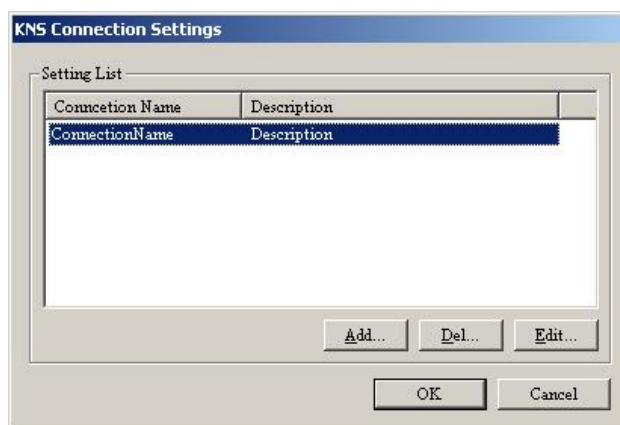 KNS Connection Settings
Setting List
Conncetion Name Description
ConnectionName Description
Add... Del... Edit...
OK Cancel